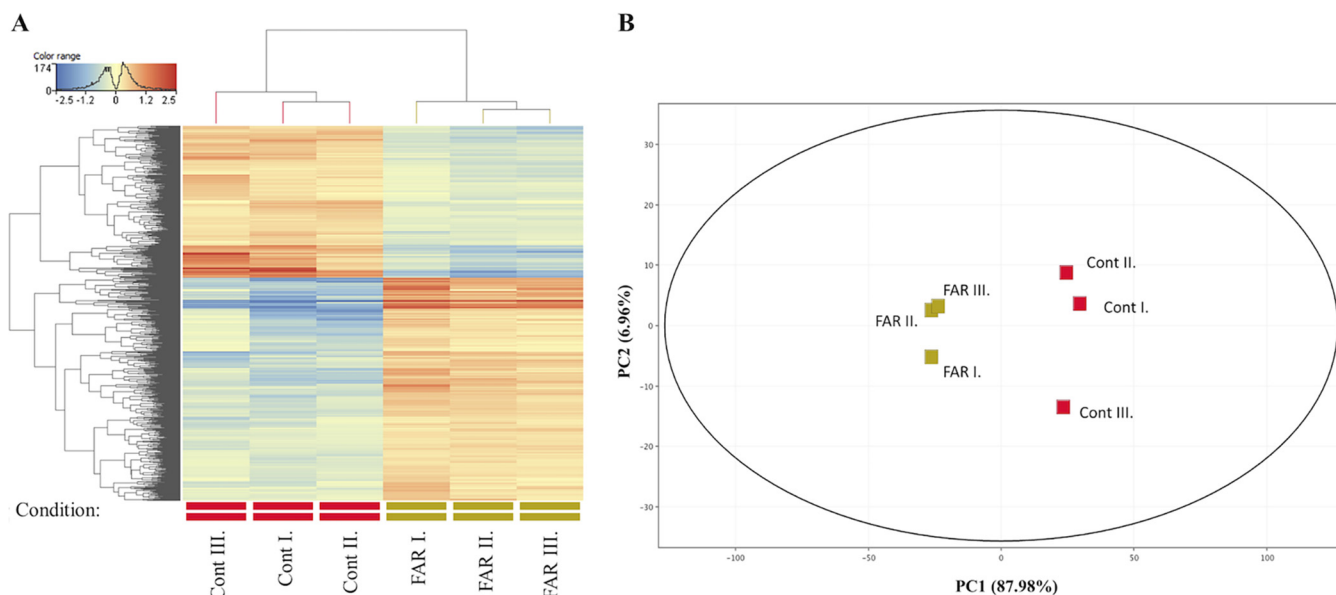 A
Color range
174
0
-2.5 -1.2 0 1.2 2.5
Condition:
Cont III.
Cont I.
Cont II.
FAR I.
FAR II.
FAR III.
B
PC2 (6.96%)
30
20
10
0
-10
-20
-30
Cont II.
Cont I.
FAR III.
FAR II.
FAR I.
Cont III.
-100 -50 0 50 100
PC1 (87.98%)